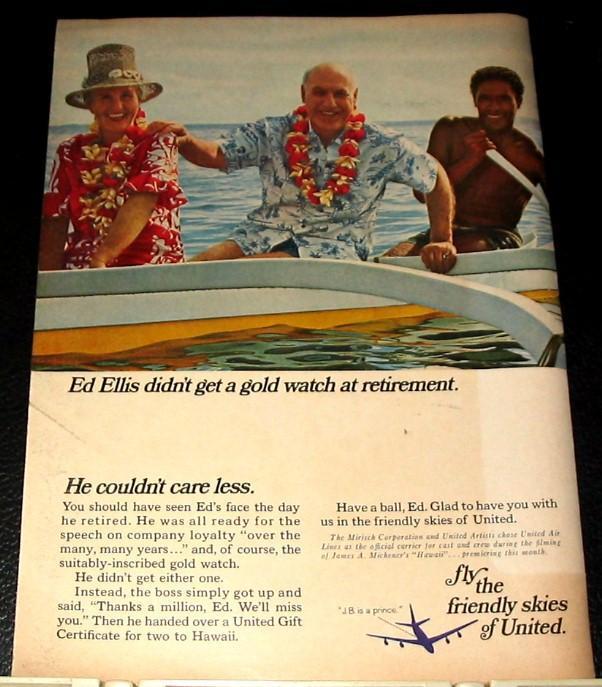 Ed Ellis didn't get a gold watch at retirement.
He couldn't care less.
You should have seen Ed's face the day
he retired. He was all ready for the
speech on company loyalty "over the
many, many years..." and, of course, the
suitably-inscribed gold watch.
He didn't get either one.
Instead, the boss simply got up and
said, "Thanks a million, Ed. We'll miss
you." Then he handed over a United Gift
Certificate for two to Hawaii.
Have a ball, Ed. Glad to have you with
us in the friendly skies of United.
The Mirisch Corporation and United Artists chose United Air
Lines as the official carrier for cast and crew during the filming
of James A. Michener's "Hawaii"... premiering this month.
"J.B. is a prince."
fly the
friendly skies
of United.